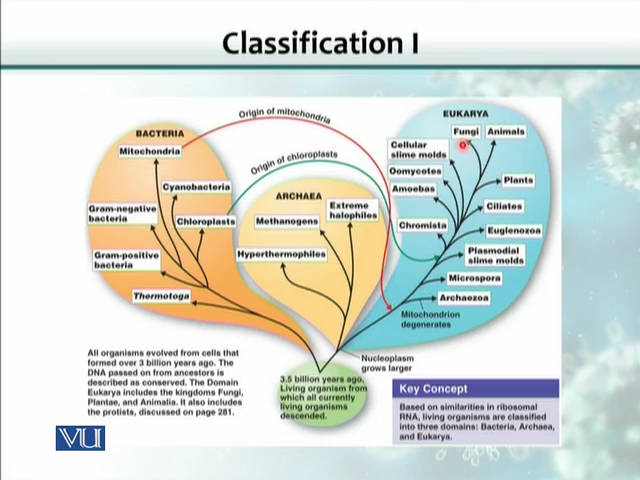 Classification I
Origin of mitochondria
EUKARYA
BACTERIA
Fungi
Animals
Mitochondria
Cellular
slime molds
Origin of chloroplasts
Oomycetes
Plants
Cyanobacteria
Amoebas
ARCHAEA
Extreme
halophiles
Ciliates
Gram-negative
bacteria
Chloroplasts
Methanogens
Chromista
Euglenozoa
Gram-positive
bacteria
Hyperthermophiles
Plasmodial
slime molds
Microspora
Thermotoga
Archaezoa
Mitochondrion
degenerates
All organisms evolved from cells that
formed over 3 billion years ago. The
DNA passed on from ancestors is
described as conserved. The Domain
Eukarya includes the kingdoms Fungi,
Plantae, and Animalia. It also includes
the protists, discussed on page 281.
Nucleoplasm
grows larger
3.5 billion years ago.
Living organism from
which all currently
living organisms
descended.
Key Concept
Based on similarities in ribosomal
RNA, living organisms are classified
into three domains: Bacteria, Archaea,
and Eukarya.
VU